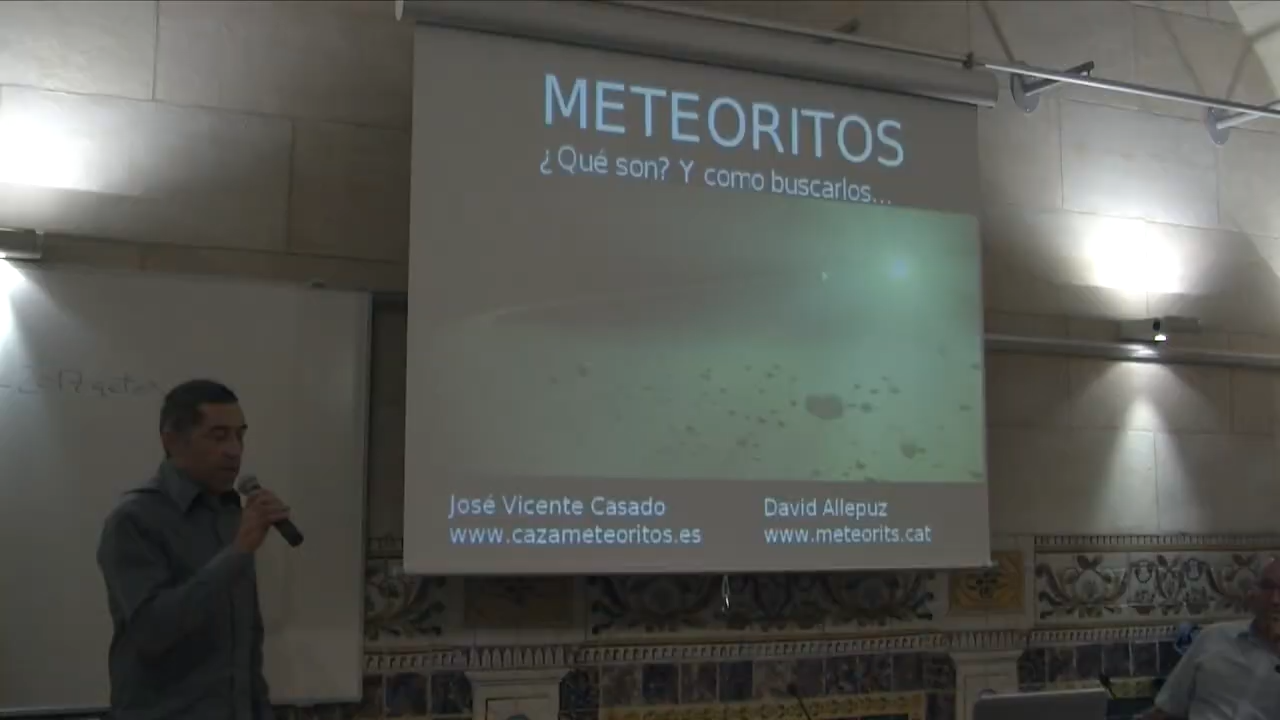 METEORITOS
¿Qué son? Y como buscarlos...
José Vicente Casado
www.cazameteoritos.es
David Allepuz
www.meteorits.cat